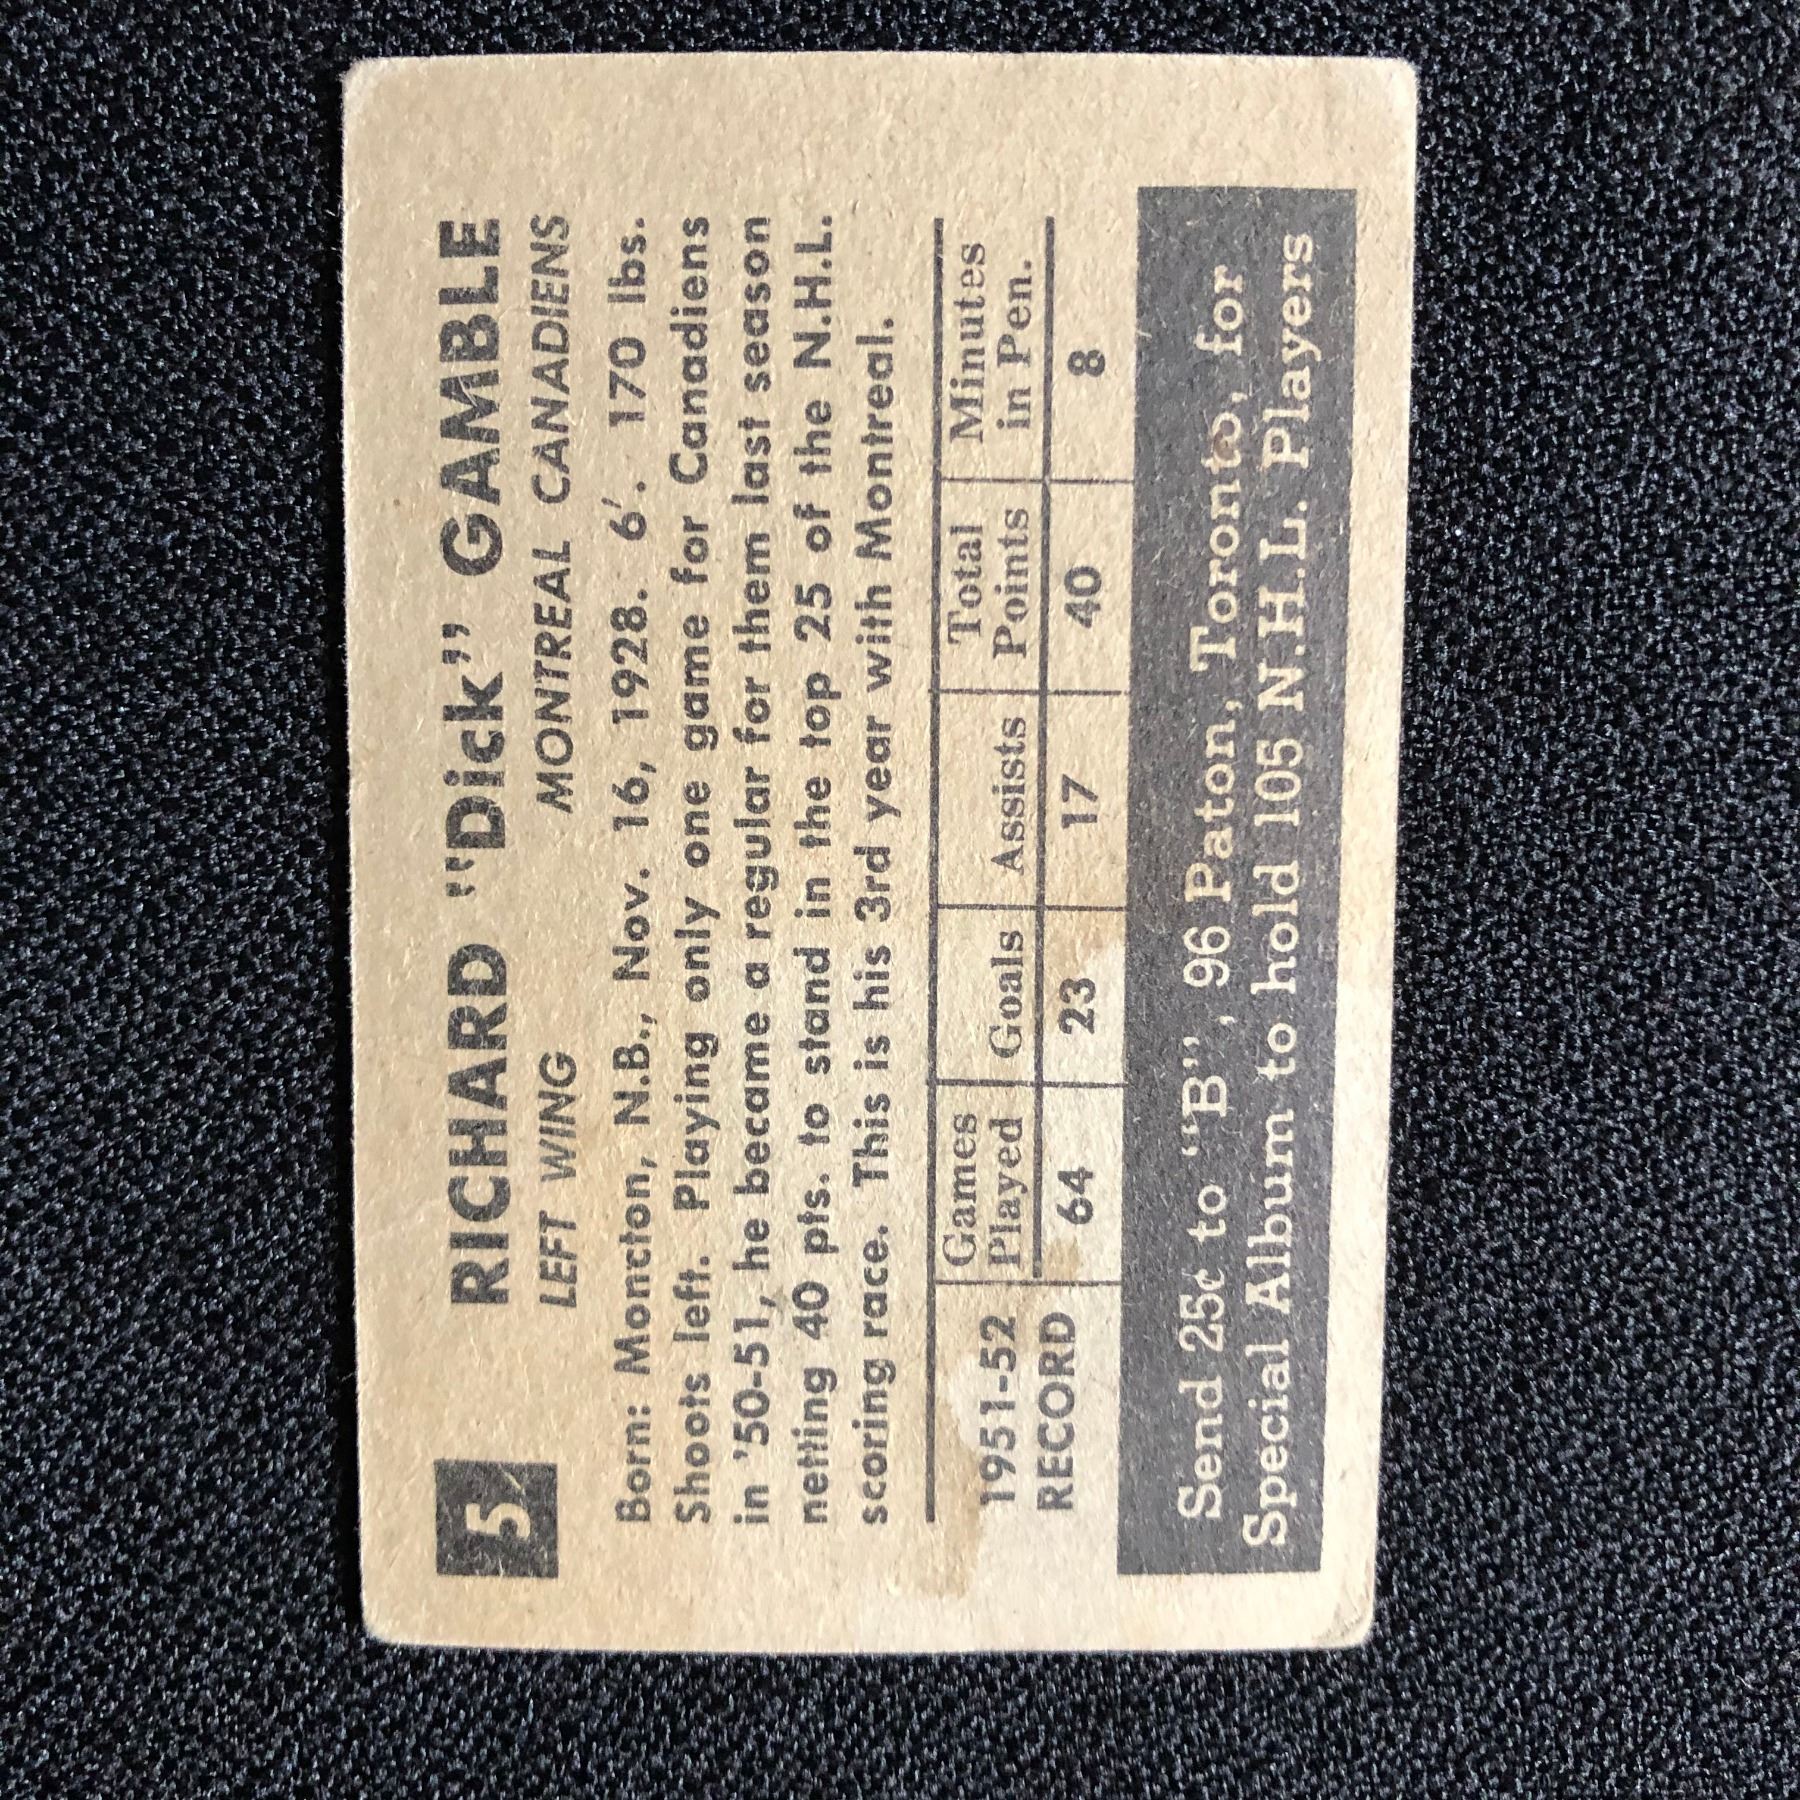 5
RICHARD "Dick" GAMBLE
LEFT WING MONTREAL CANADIENS
Born: Moncton, N.B., Nov. 16, 1928. 6'. 170 lbs.
Shoots left. Playing only one game for Canadiens
in '50-51, he became a regular for them last season
netting 40 pts. to stand in the top 25 of the N.H.L.
scoring race. This is his 3rd year with Montreal.
1951-52 RECORD
Games Played Goals Assists Total Points Minutes in Pen.
64 23 17 40 8
Send 25¢ to "B", 96 Paton, Toronto, for
Special Album to hold 105 N.H.L. Players